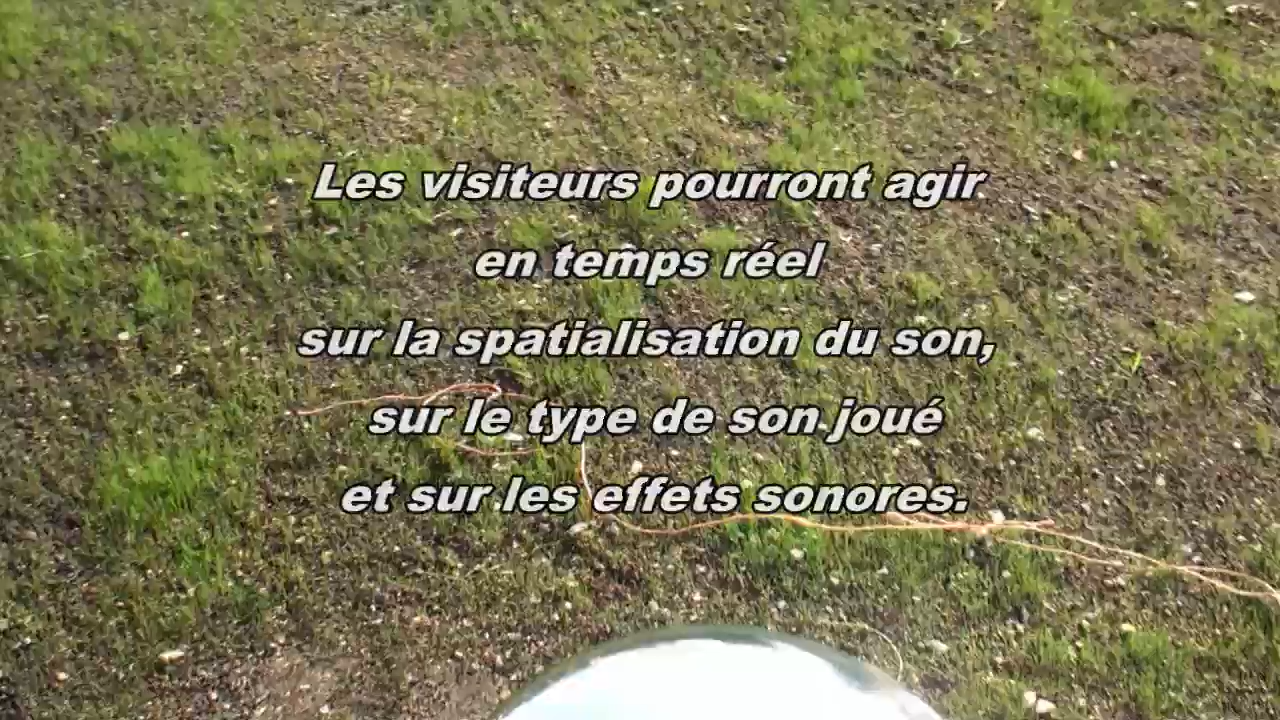 Les visiteurs pourront agir
en temps réel
sur la spatialisation du son,
sur le type de son joué
et sur les effets sonores.